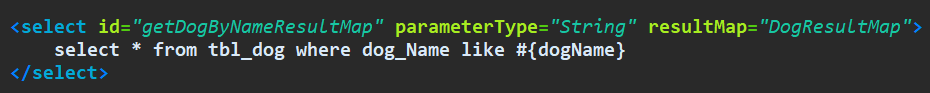 <select id="getDogByNameResultMap" parameterType="String" resultMap="DogResultMap">
    select * from tbl_dog where dog_Name like #{dogName}
</select>